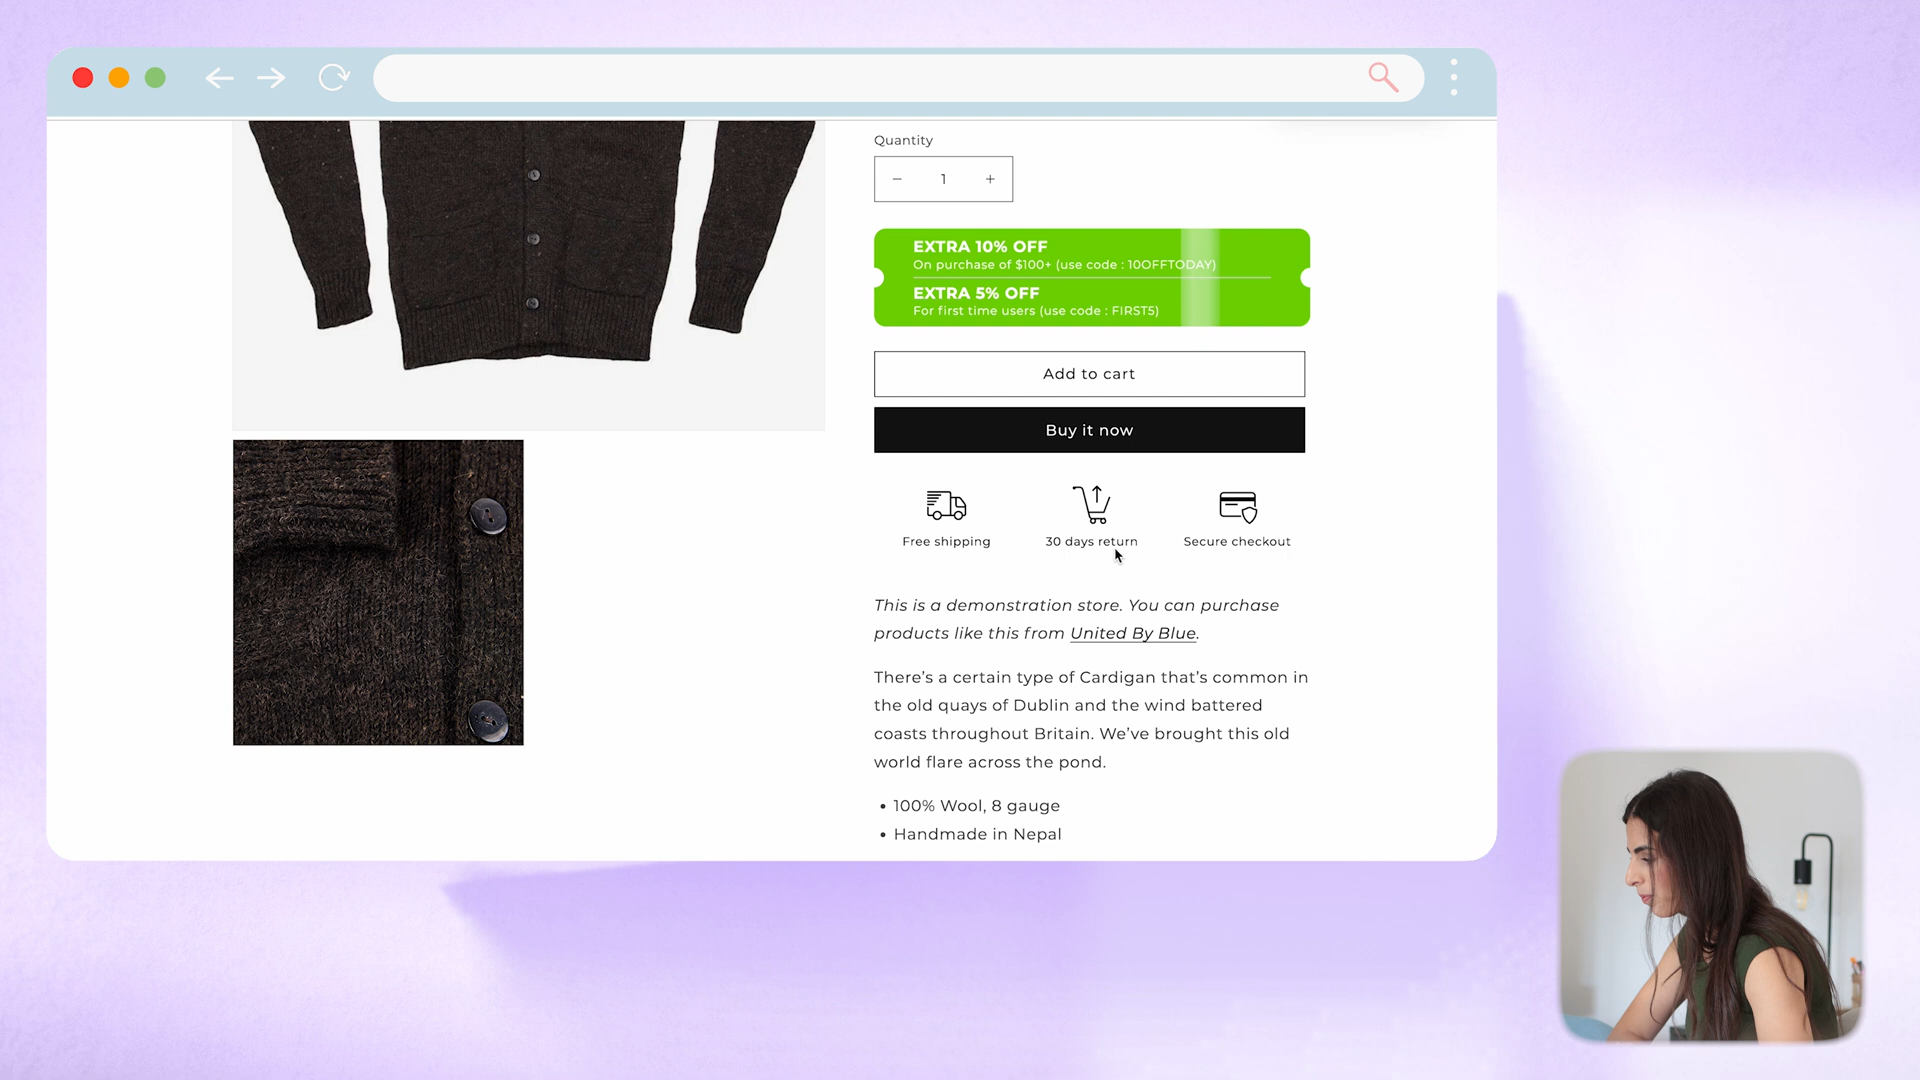 Quantity
1
EXTRA 10% OFF
On purchase of $100+ (use code : 10OFFTODAY)
EXTRA 5% OFF
For first time users (use code : FIRST5)
Add to cart
Buy it now
Free shipping
30 days return
Secure checkout
This is a demonstration store. You can purchase
products like this from United By Blue.
There’s a certain type of Cardigan that’s common in
the old quays of Dublin and the wind battered
coasts throughout Britain. We’ve brought this old
world flare across the pond.
• 100% Wool, 8 gauge
• Handmade in Nepal